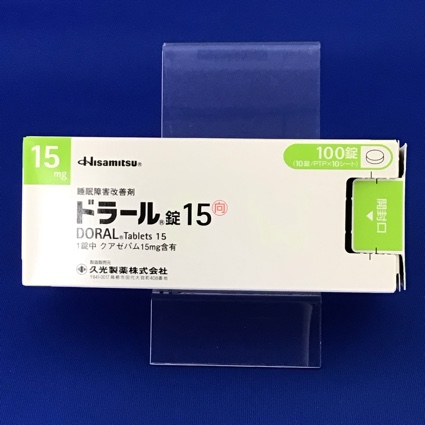 15
mg
Hisamitsu®
100錠
(10錠/PTP×10シート)
睡眠障害改善剤
ドラール®錠15 向
DORAL®Tablets 15
1錠中 クアゼパム15mg含有
開封口
製造販売元
久光製薬株式会社